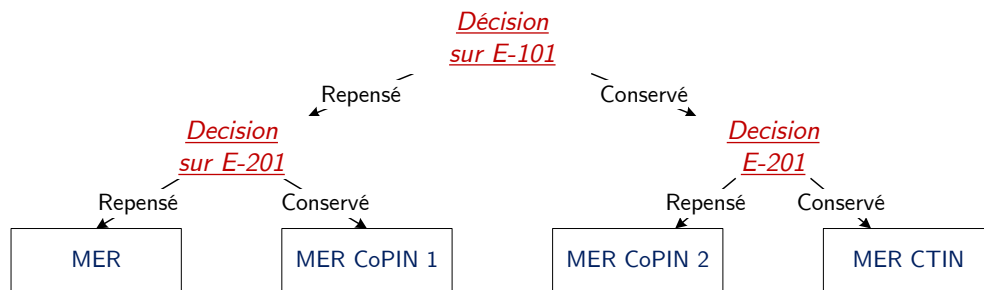 Décision
sur E-101
Repensé
Conservé
Decision
sur E-201
Decision
E-201
Repensé
Conservé
Repensé
Conservé
MER
MER CoPIN 1
MER CoPIN 2
MER CTIN